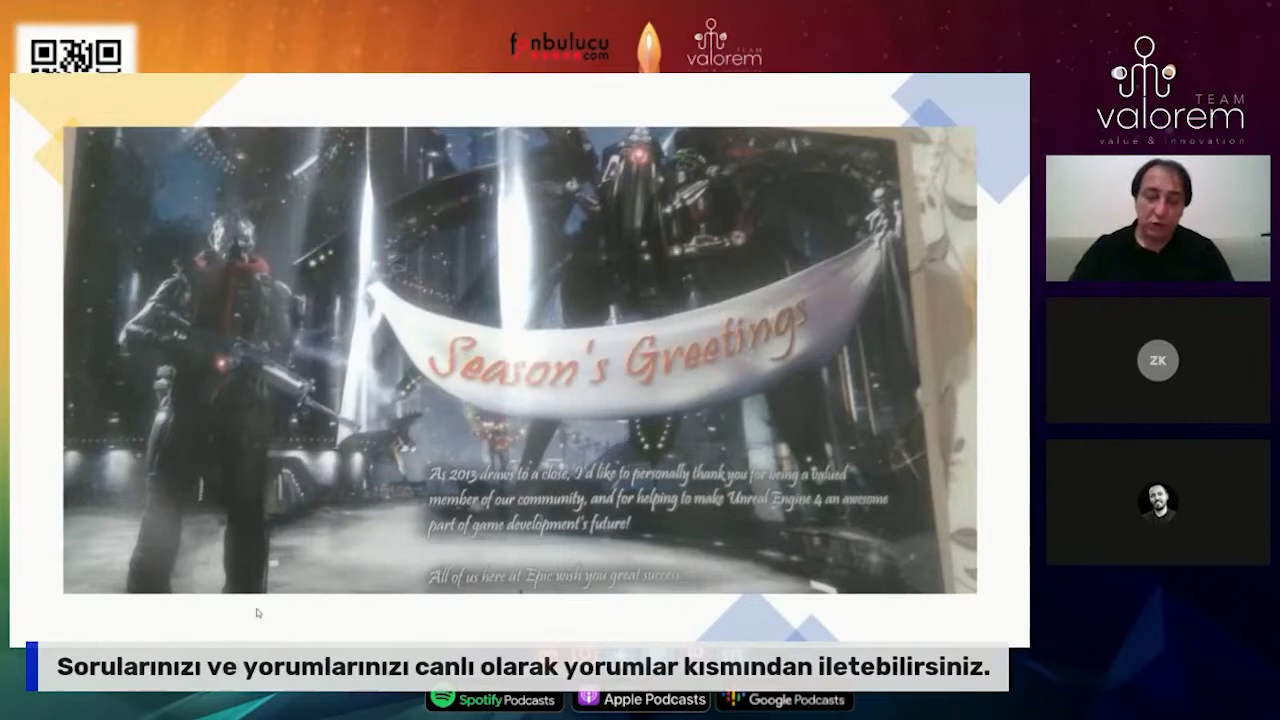 fonbulucu
.com
TEAM
valorem
TEAM
valorem
value & innovation
Season's Greetings
As 2013 draws to a close, I'd like to personally thank you for being a valued
member of our community, and for helping to make Unreal Engine 4 an awesome
part of game development's future!
All of us here at Epic wish you great success
ZK
Sorularınızı ve yorumlarınızı canlı olarak yorumlar kısmından iletebilirsiniz.
Spotify Podcasts
Apple Podcasts
Google Podcasts